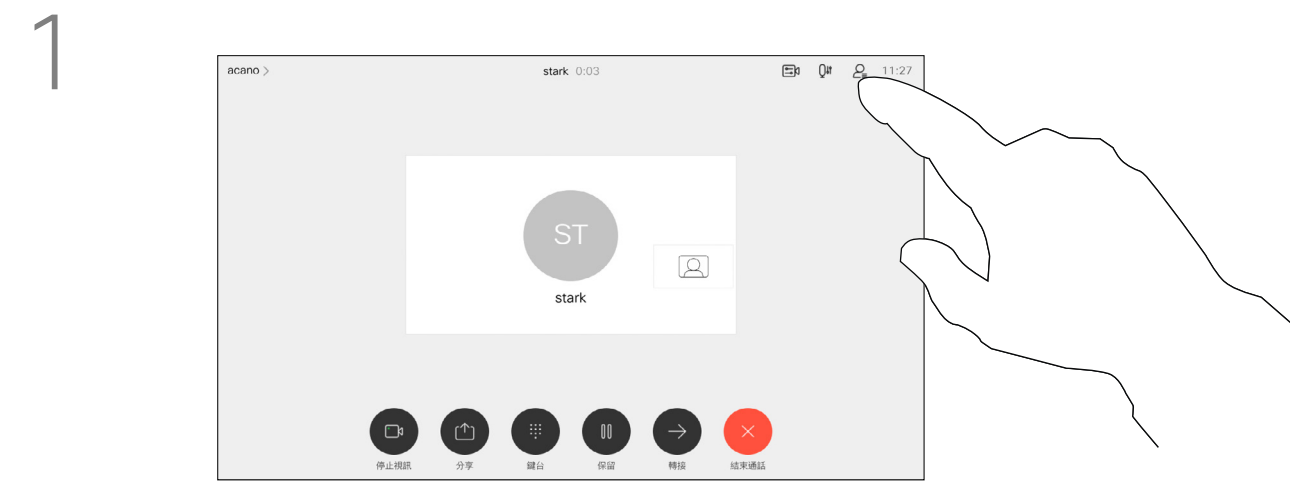 1
acano >
stark 0:03
11:27
ST
stark
停止視訊
分享
鍵台
保留
轉接
結束通話